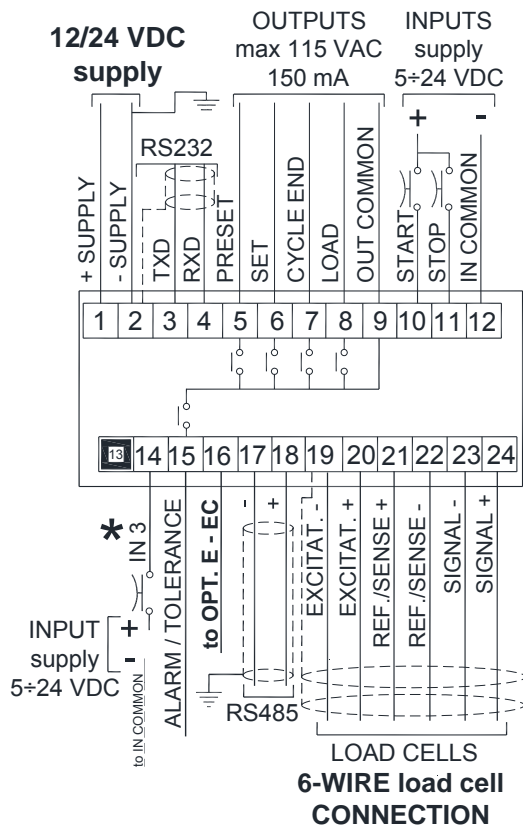 12/24 VDC
supply
OUTPUTS
max 115 VAC
150 mA
INPUTS
supply
5÷24 VDC
+
-
RS232
+ SUPPLY
- SUPPLY
TXD
RXD
PRESET
SET
CYCLE END
LOAD
OUT COMMON
START
STOP
IN COMMON
1 2 3 4 5 6 7 8 9 10 11 12
13 14 15 16 17 18 19 20 21 22 23 24
*
IN 3
ALARM / TOLERANCE
to OPT. E - EC
-
+
EXCITAT. -
EXCITAT. +
REF./SENSE +
REF./SENSE -
SIGNAL -
SIGNAL +
INPUT
supply
5÷24 VDC
+
-
to IN COMMON
RS485
LOAD CELLS
6-WIRE load cell
CONNECTION